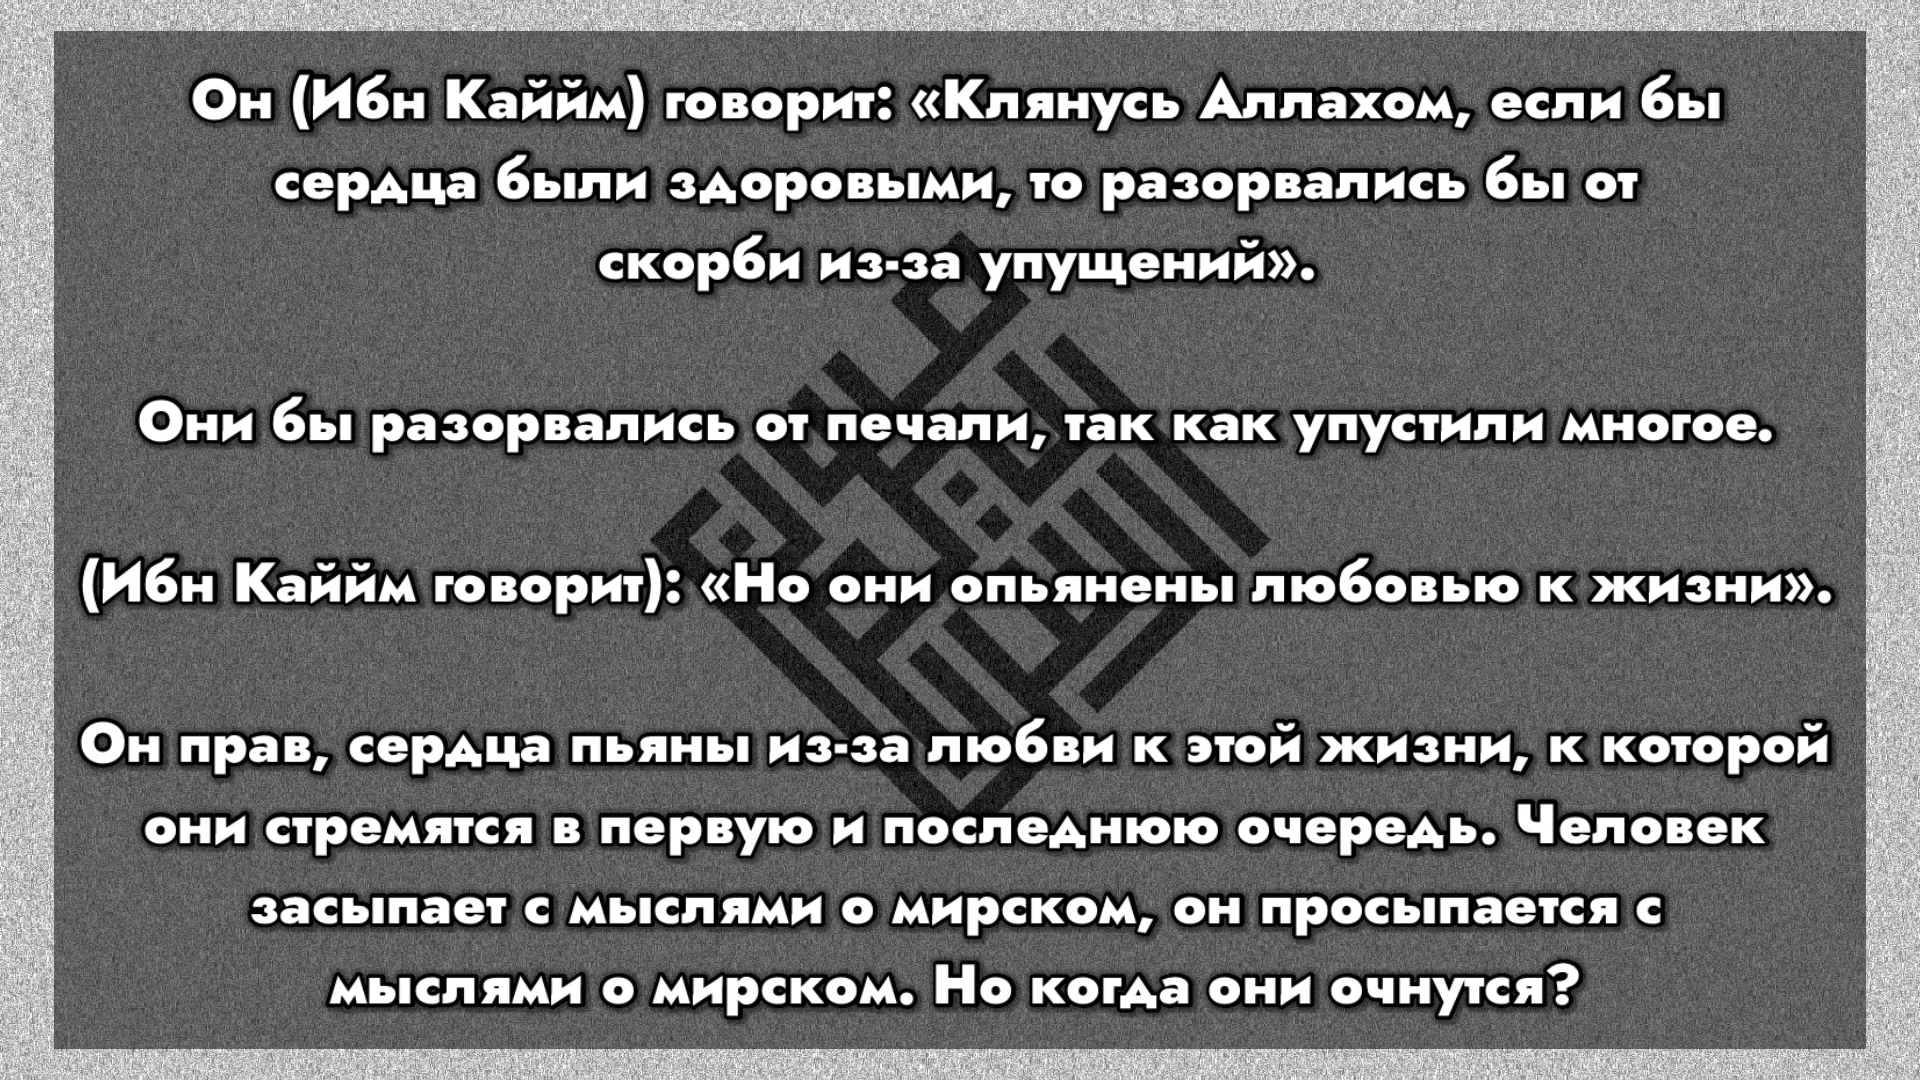 Он (Ибн Каййм) говорит: «Клянусь Аллахом, если бы
сердца были здоровыми, то разорвались бы от
скорби из-за упущений».
Они бы разорвались от печали, так как упустили многое.
(Ибн Каййм говорит): «Но они опьянены любовью к жизни».
Он прав, сердца пьяны из-за любви к этой жизни, к которой
они стремятся в первую и последнюю очередь. Человек
засыпает с мыслями о мирском, он просыпается с
мыслями о мирском. Но когда они очнутся?